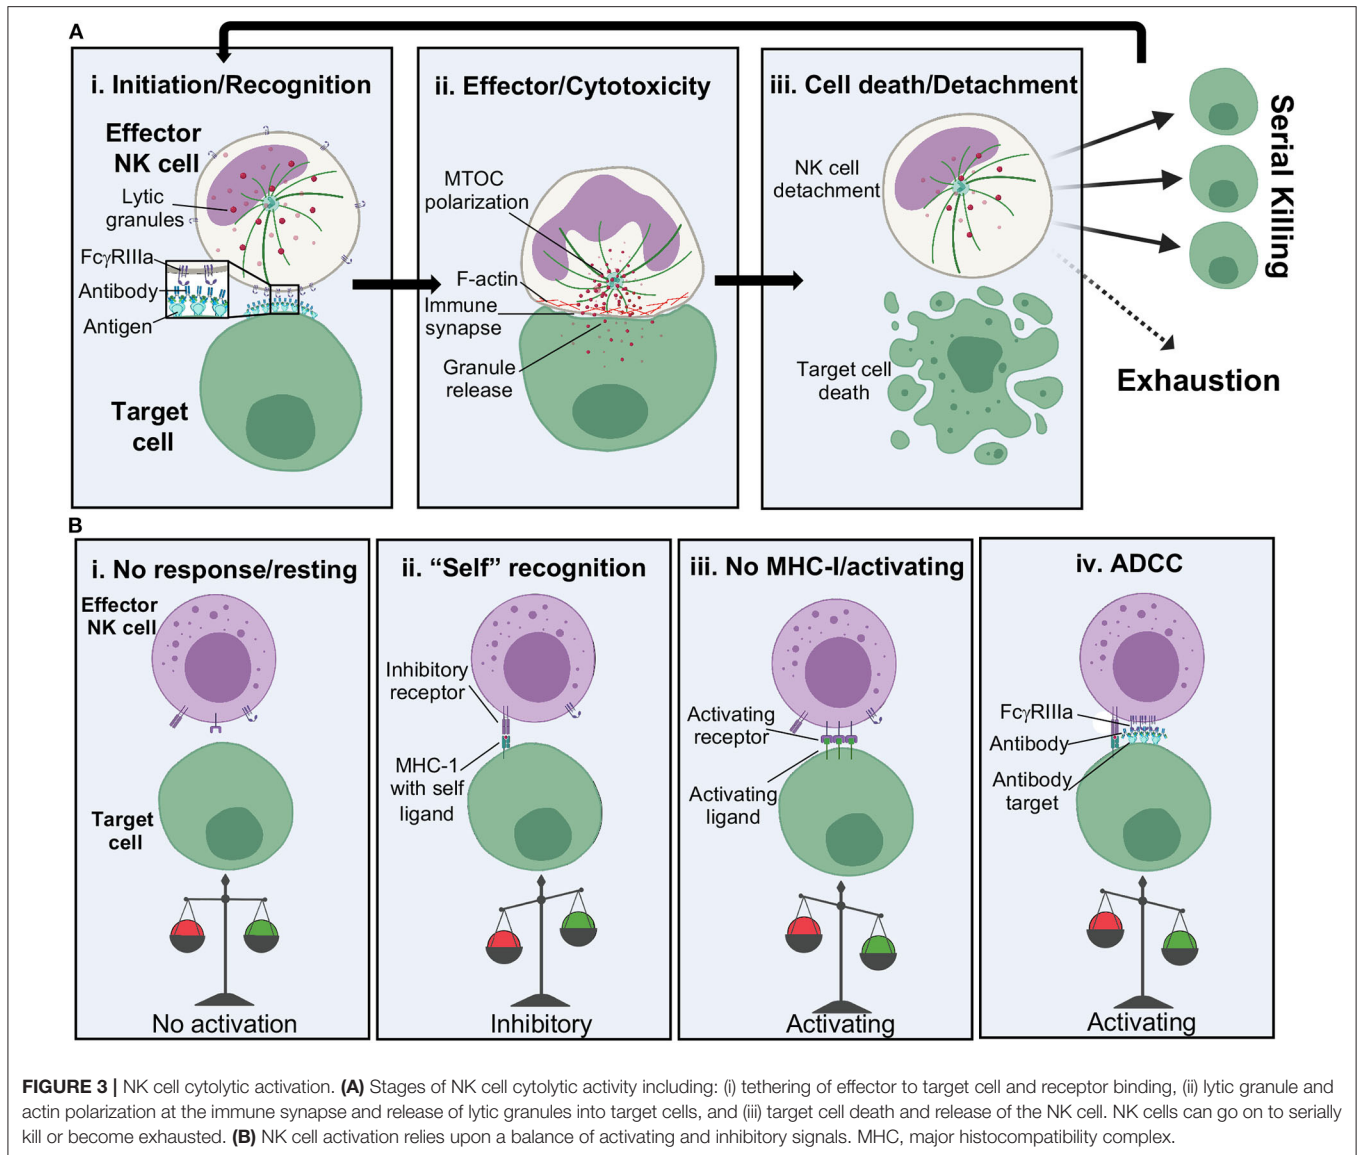 A
i. Initiation/Recognition
Effector
NK cell
Lytic
granules
FcγRIIIa
Antibody
Antigen
Target
cell
ii. Effector/Cytotoxicity
MTOC
polarization
F-actin
Immune
synapse
Granule
release
iii. Cell death/Detachment
NK cell
detachment
Target cell
death
Serial Killing
Exhaustion
B
i. No response/resting
Effector
NK cell
Target
cell
No activation
ii. “Self” recognition
Inhibitory
receptor
MHC-1
with self
ligand
Inhibitory
iii. No MHC-I/activating
Activating
receptor
Activating
ligand
Activating
iv. ADCC
FcγRIIIa
Antibody
Antibody
target
Activating
FIGURE 3 | NK cell cytolytic activation. (A) Stages of NK cell cytolytic activity including: (i) tethering of effector to target cell and receptor binding, (ii) lytic granule and
actin polarization at the immune synapse and release of lytic granules into target cells, and (iii) target cell death and release of the NK cell. NK cells can go on to serially
kill or become exhausted. (B) NK cell activation relies upon a balance of activating and inhibitory signals. MHC, major histocompatibility complex.